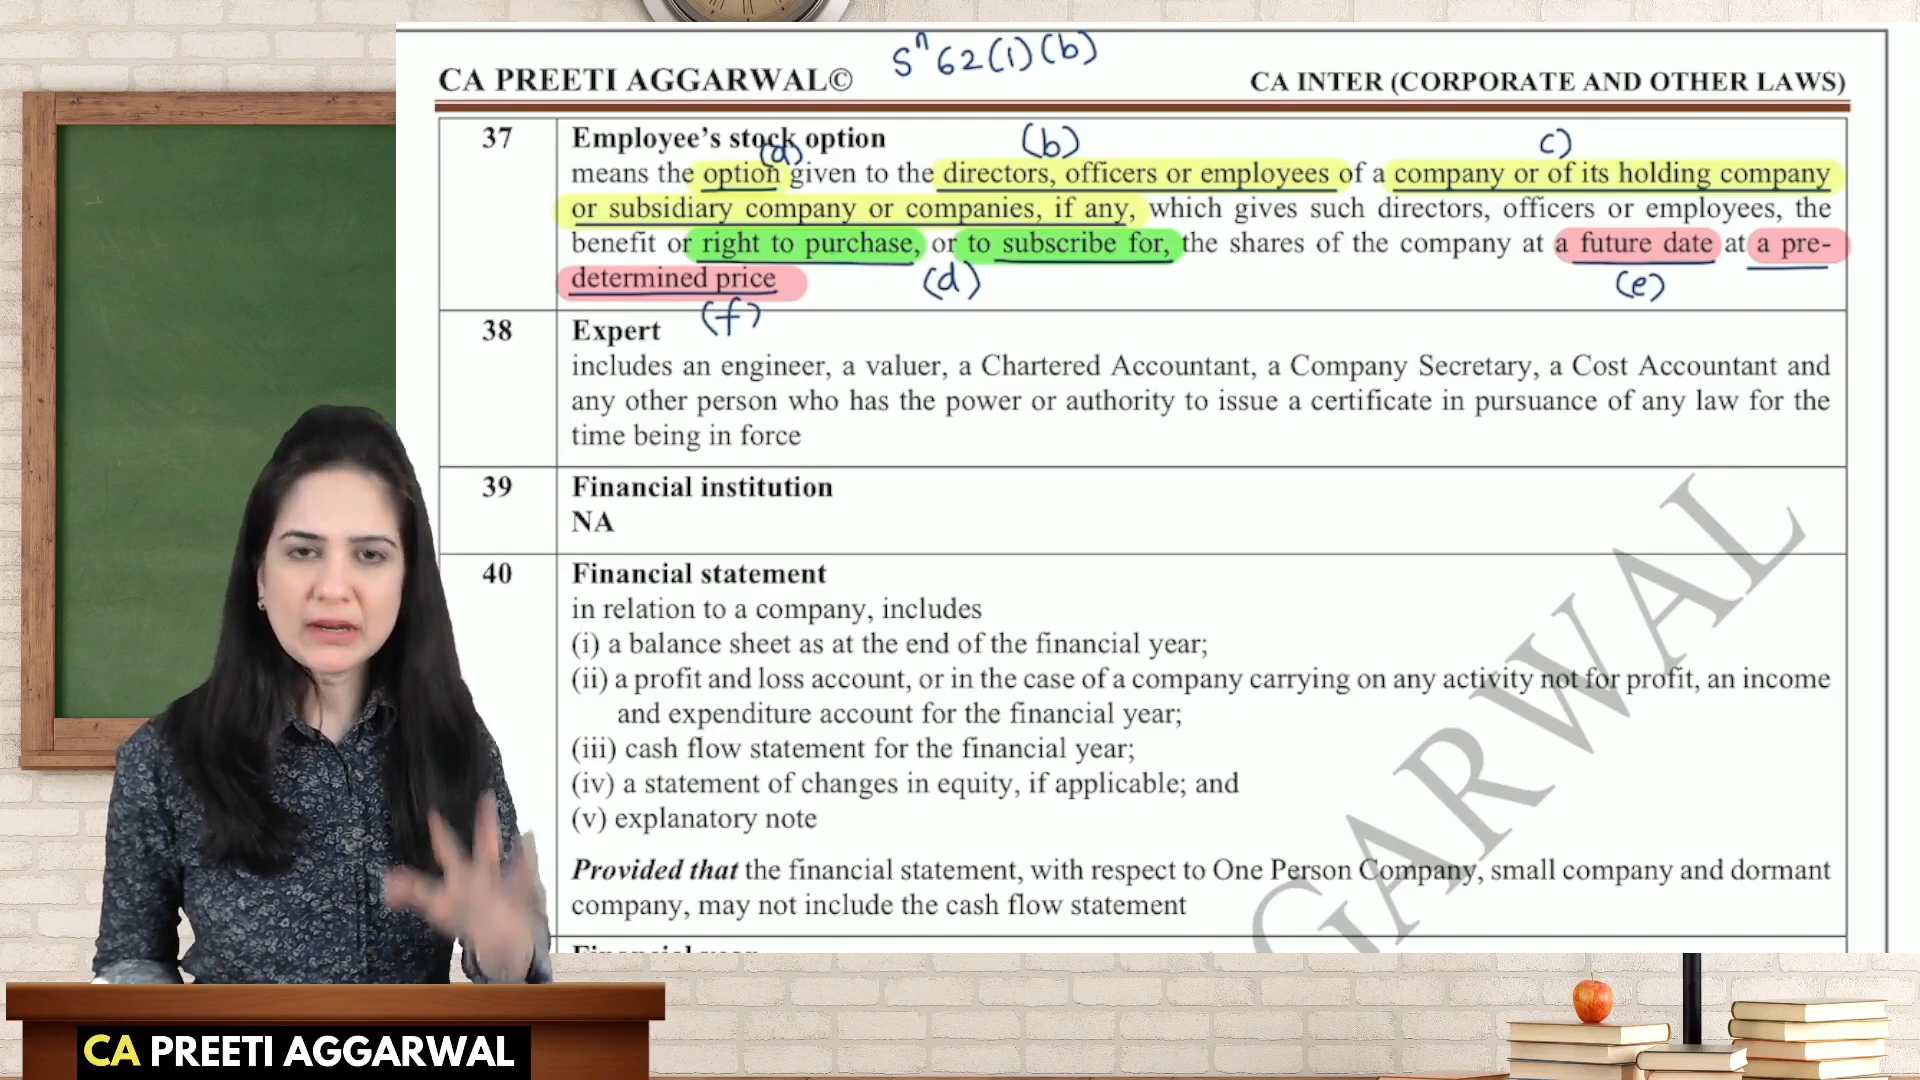 Sⁿ 62(1)(b)
CA PREETI AGGARWAL© CA INTER (CORPORATE AND OTHER LAWS)
37 Employee's stock option
(a) (b) (c)
means the option given to the directors, officers or employees of a company or of its holding company
or subsidiary company or companies, if any, which gives such directors, officers or employees, the
benefit or right to purchase, or to subscribe for, the shares of the company at a future date at a pre-
determined price (d) (e)
(f)
38 Expert
includes an engineer, a valuer, a Chartered Accountant, a Company Secretary, a Cost Accountant and
any other person who has the power or authority to issue a certificate in pursuance of any law for the
time being in force
39 Financial institution
NA
40 Financial statement
in relation to a company, includes
(i) a balance sheet as at the end of the financial year;
(ii) a profit and loss account, or in the case of a company carrying on any activity not for profit, an income
and expenditure account for the financial year;
(iii) cash flow statement for the financial year;
(iv) a statement of changes in equity, if applicable; and
(v) explanatory note
Provided that the financial statement, with respect to One Person Company, small company and dormant
company, may not include the cash flow statement
GARWAL
CA PREETI AGGARWAL